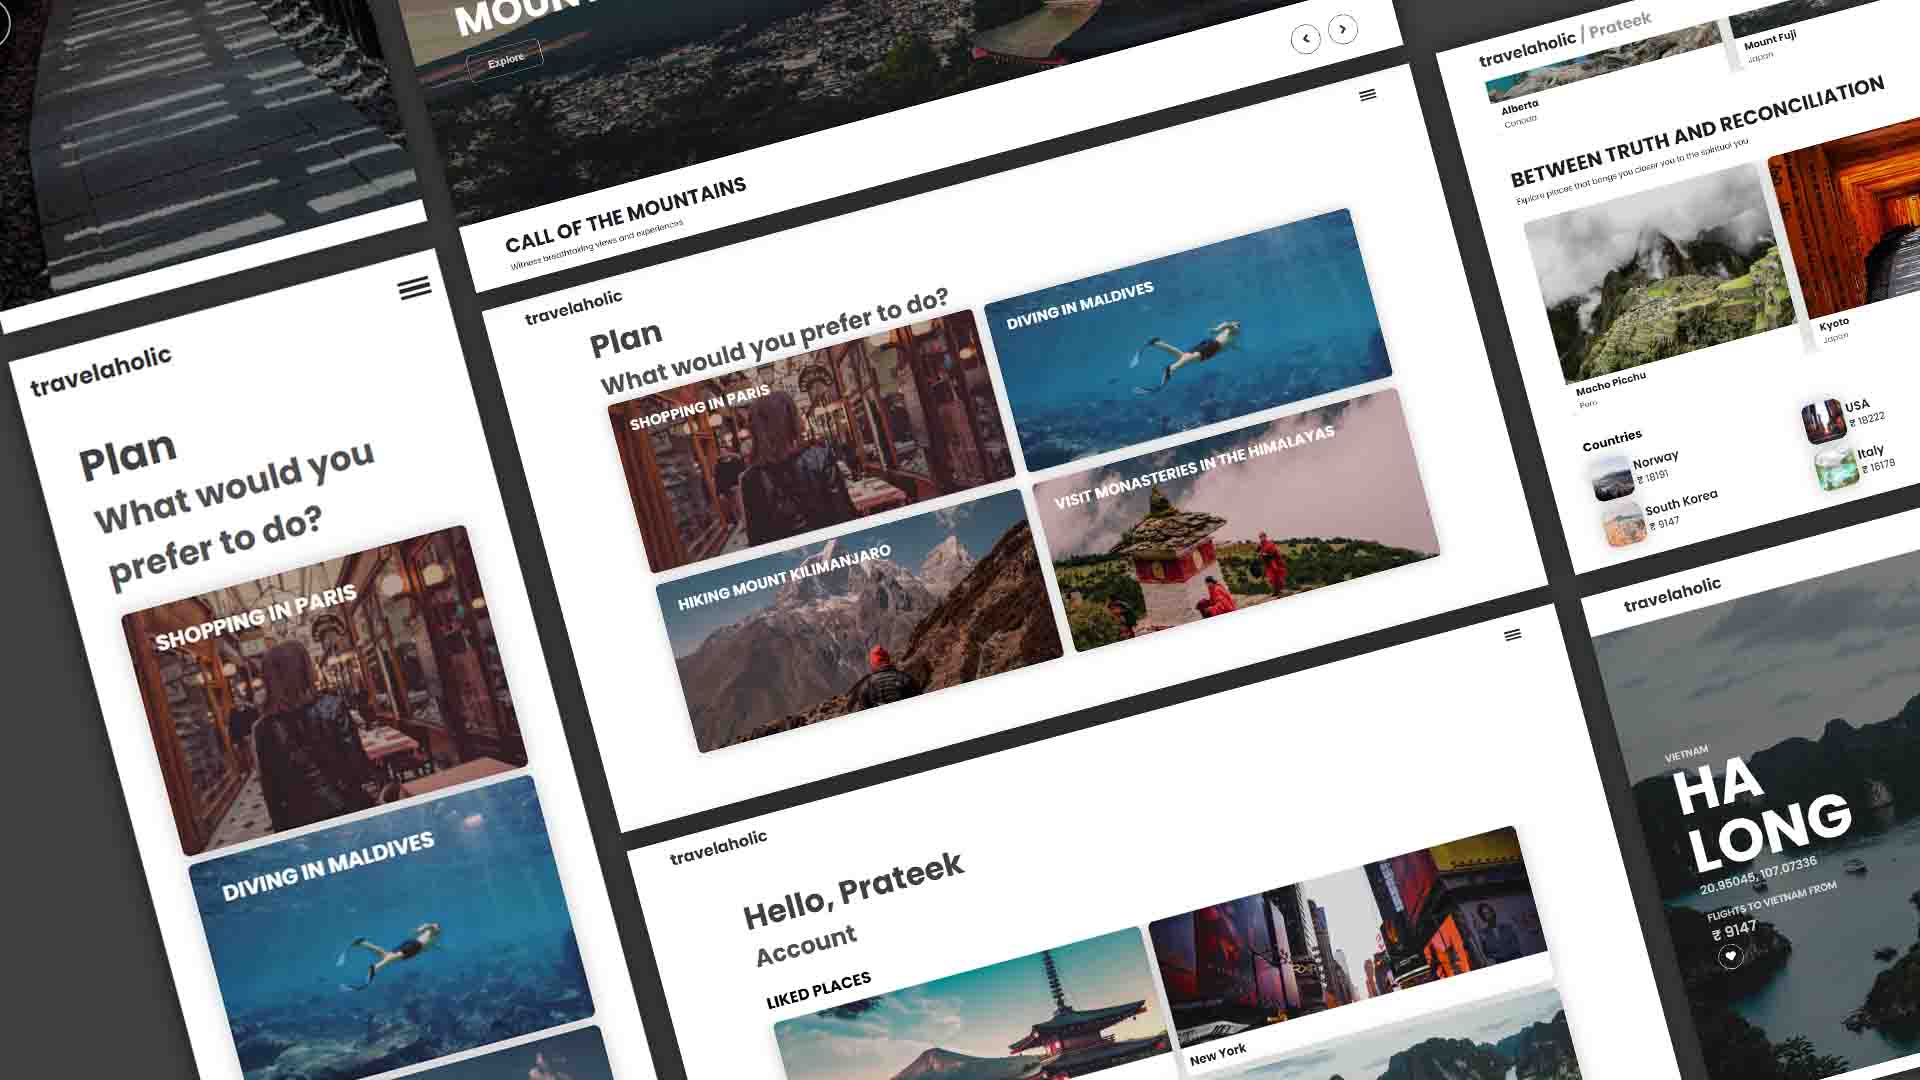 MOUN
Explore
CALL OF THE MOUNTAINS
Witness breathtaking views and experiences
travelaholic
Plan
What would you
prefer to do?
SHOPPING IN PARIS
DIVING IN MALDIVES
travelaholic
Plan
What would you prefer to do?
SHOPPING IN PARIS
DIVING IN MALDIVES
HIKING MOUNT KILIMANJARO
VISIT MONASTERIES IN THE HIMALAYAS
travelaholic
Hello, Prateek
Account
LIKED PLACES
New York
travelaholic / Prateek
Alberta
Canada
Mount Fuji
Japan
BETWEEN TRUTH AND RECONCILIATION
Explore places that brings you closer you to the spiritual you
Macho Picchu
Peru
Kyoto
Japan
Countries
Norway
₹ 18191
South Korea
₹ 9147
USA
₹ 18222
Italy
₹ 16178
travelaholic
VIETNAM
HA
LONG
20.95045, 107.07336
FLIGHTS TO VIETNAM FROM
₹ 9147